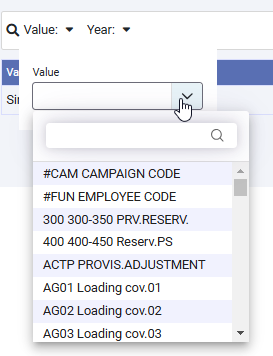 Value: Year:
Value
Va
Sin
#CAM CAMPAIGN CODE
#FUN EMPLOYEE CODE
300 300-350 PRV.RESERV.
400 400-450 Reserv.PS
ACTP PROVIS.ADJUSTMENT
AG01 Loading cov.01
AG02 Loading cov.02
AG03 Loading cov.03